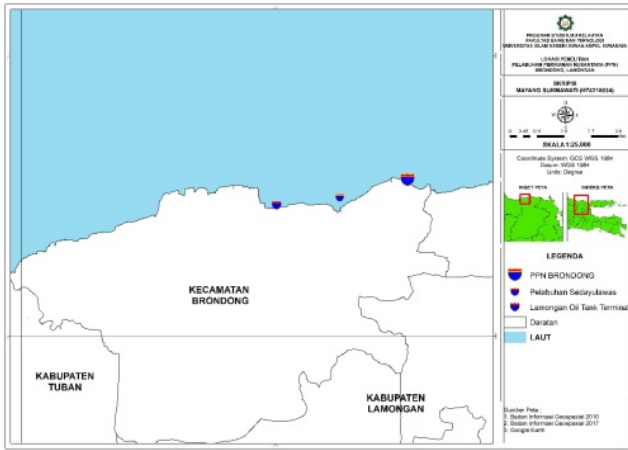 PROGRAM STUDI ILMU KELAUTAN
FAKULTAS SAINS DAN TEKNOLOGI
UNIVERSITAS ISLAM NEGERI SUNAN AMPEL SURABAYA
LOKASI PENELITIAN
PELABUHAN PERIKANAN NUSANTARA (PPN)
BRONDONG, LAMONGAN
SKRIPSI
SKALA 1:25,000
Coordinate System: GCS WGS 1984
Datum: WGS 1984
Units: Degree
INSET PETA
INDEKS PETA
LEGENDA
PPN BRONDONG
Pelabuhan Sedayulawas
Lamongan Oil Tank Terminal
Daratan
LAUT
Sumber Peta :
1. Badan Informasi Geospasial 2010
2. Badan Informasi Geospasial 2017
3. Google Earth
KECAMATAN
BRONDONG
KABUPATEN
TUBAN
KABUPATEN
LAMONGAN